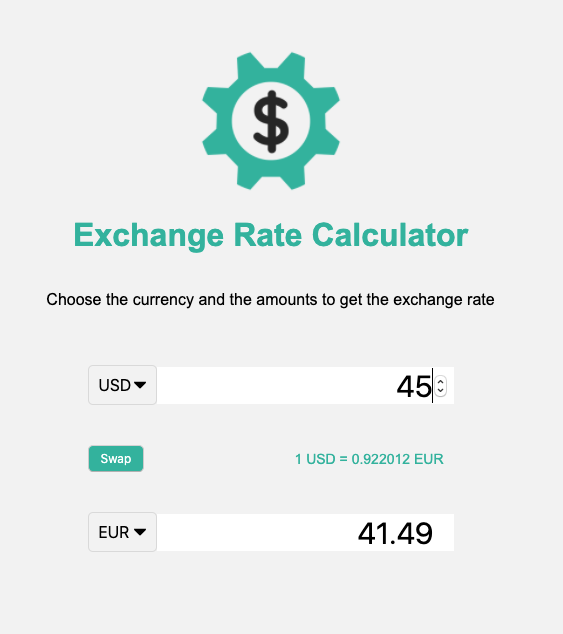 $
Exchange Rate Calculator
Choose the currency and the amounts to get the exchange rate
USD 45
Swap 1 USD = 0.922012 EUR
EUR 41.49